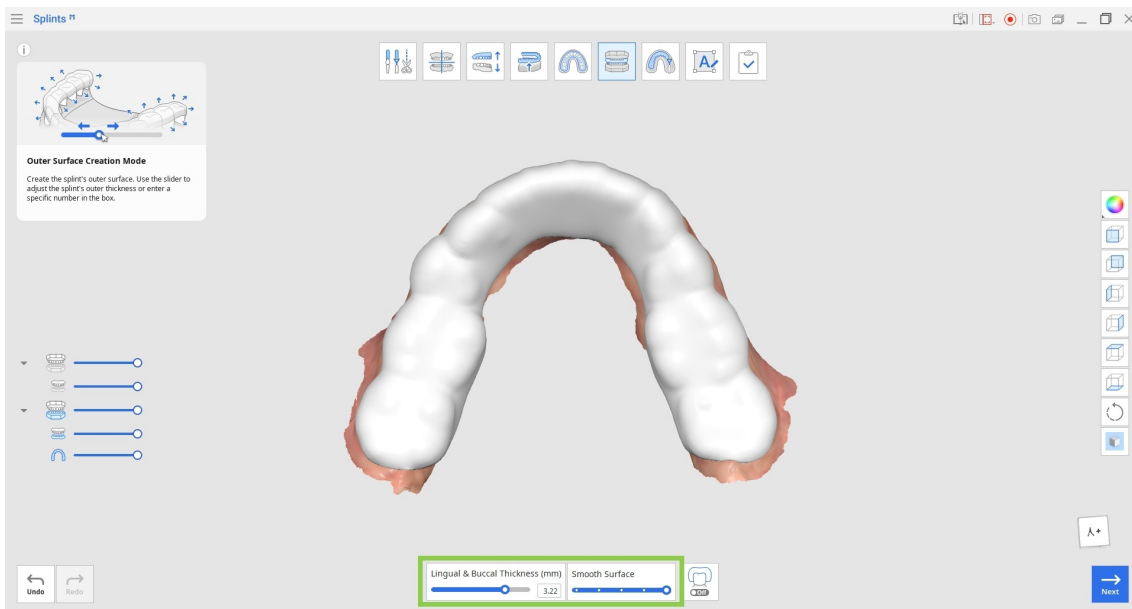 Splints
i
A
Outer Surface Creation Mode
Create the splint's outer surface. Use the slider to
adjust the splint's outer thickness or enter a
specific number in the box.
Undo
Redo
Lingual & Buccal Thickness (mm)
3.22
Smooth Surface
Off
Next